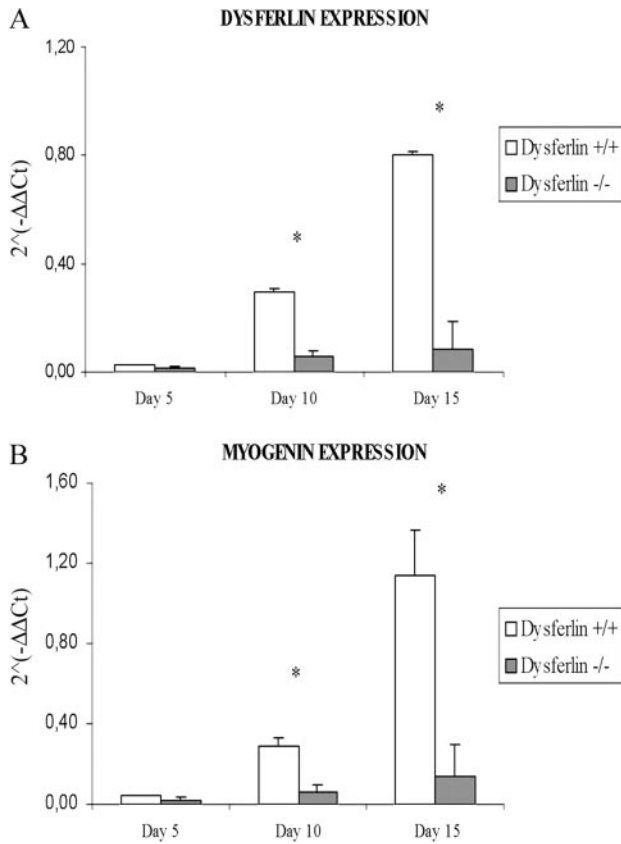 A
DYSFERLIN EXPRESSION
1,20
0,80
0,40
0,00
2^(-ΔΔCt)
*
*
Dysferlin +/+
Dysferlin -/-
Day 5
Day 10
Day 15
B
MYOGENIN EXPRESSION
1,60
1,20
0,80
0,40
0,00
2^(-ΔΔCt)
*
*
Dysferlin +/+
Dysferlin -/-
Day 5
Day 10
Day 15